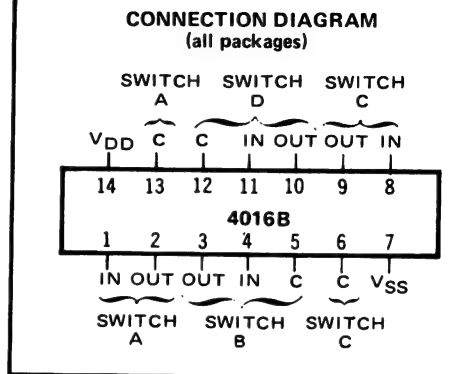 CONNECTION DIAGRAM
(all packages)
SWITCH SWITCH SWITCH
A D C
VDD C C IN OUT OUT IN
14 13 12 11 10 9 8
4016B
1 2 3 4 5 6 7
IN OUT OUT IN C C VSS
SWITCH SWITCH SWITCH
A B C